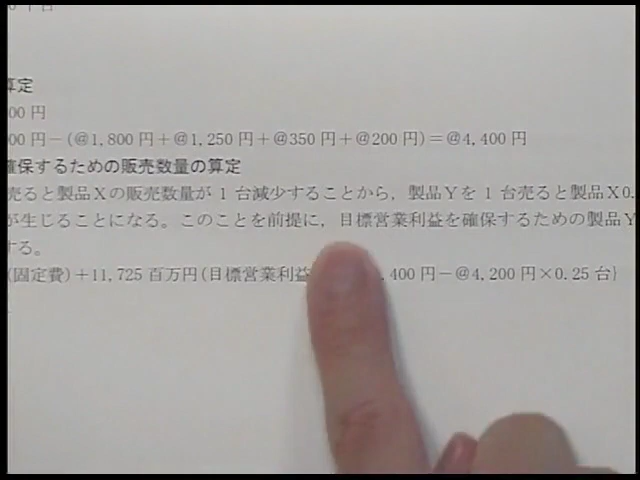 算定
00 円
00 円－(@1,800 円＋@1,250 円＋@350 円＋@200 円)＝@4,400 円
確保するための販売数量の算定
売ると製品Xの販売数量が 1 台減少することから，製品Yを 1 台売ると製品X0.
が生じることになる。このことを前提に，目標営業利益を確保するための製品Y
する。
(固定費)＋11,725 百万円(目標営業利益 400 円－@4,200 円×0.25 台}